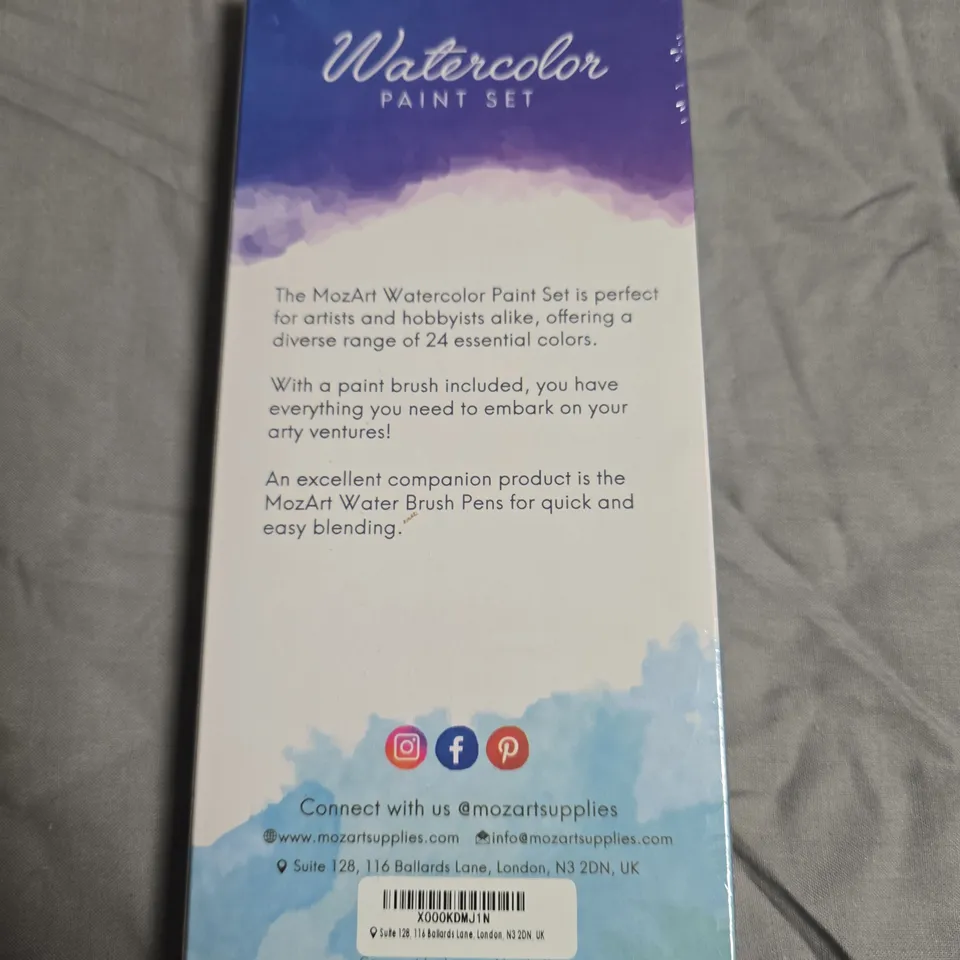 Watercolor
PAINT SET
The MozArt Watercolor Paint Set is perfect
for artists and hobbyists alike, offering a
diverse range of 24 essential colors.
With a paint brush included, you have
everything you need to embark on your
arty ventures!
An excellent companion product is the
MozArt Water Brush Pens for quick and
easy blending.
Connect with us @mozartsupplies
www.mozartsupplies.com info@mozartsupplies.com
Suite 128, 116 Ballards Lane, London, N3 2DN, UK
X000KDMJ1N
Suite 128, 116 Ballards Lane, London, N3 2DN, UK